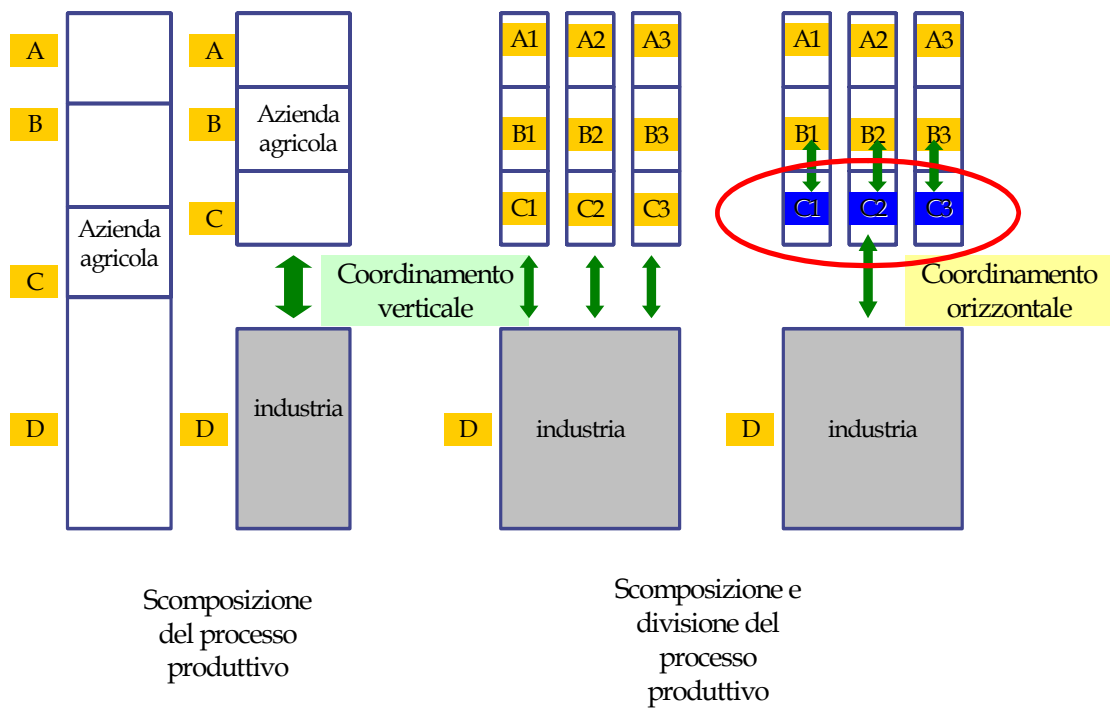 A
B
C
D
Azienda
agricola
A
B
C
D
Azienda
agricola
industria
Coordinamento
verticale
A1
A2
A3
B1
B2
B3
C1
C2
C3
D
industria
A1
A2
A3
B1
B2
B3
C1
C2
C3
Coordinamento
orizzontale
D
industria
Scomposizione
del processo
produttivo
Scomposizione e
divisione del
processo
produttivo